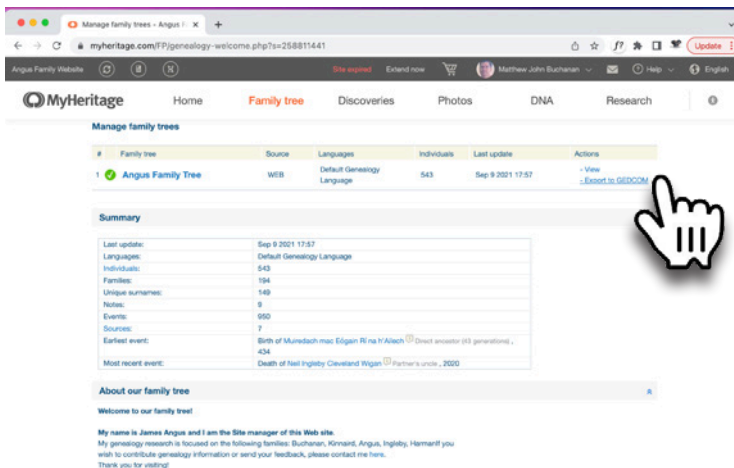 Manage family trees - Angus F
myheritage.com/FP/genealogy-welcome.php?s=258811441
Update
Angus Family Website
Site expired Extend now Matthew John Buchanan Help English
MyHeritage Home Family tree Discoveries Photos DNA Research
Manage family trees
# Family tree Source Languages Individuals Last update Actions
1 Angus Family Tree WEB Default Genealogy Language 543 Sep 9 2021 17:57 - View
- Export to GEDCOM
Summary
Last update: Sep 9 2021 17:57
Languages: Default Genealogy Language
Individuals: 543
Families: 194
Unique surnames: 149
Notes: 9
Events: 950
Sources: 7
Earliest event: Birth of Muiredach mac Eógain Rí na h'Ailech Direct ancestor (43 generations) ,
434
Most recent event: Death of Neil Ingleby Cleveland Wigan Partner's uncle , 2020
About our family tree
Welcome to our family tree!
My name is James Angus and I am the Site manager of this Web site.
My genealogy research is focused on the following families: Buchanan, Kinnaird, Angus, Ingleby, HarmanIf you
wish to contribute genealogy information or send your feedback, please contact me here.
Thank you for visiting!